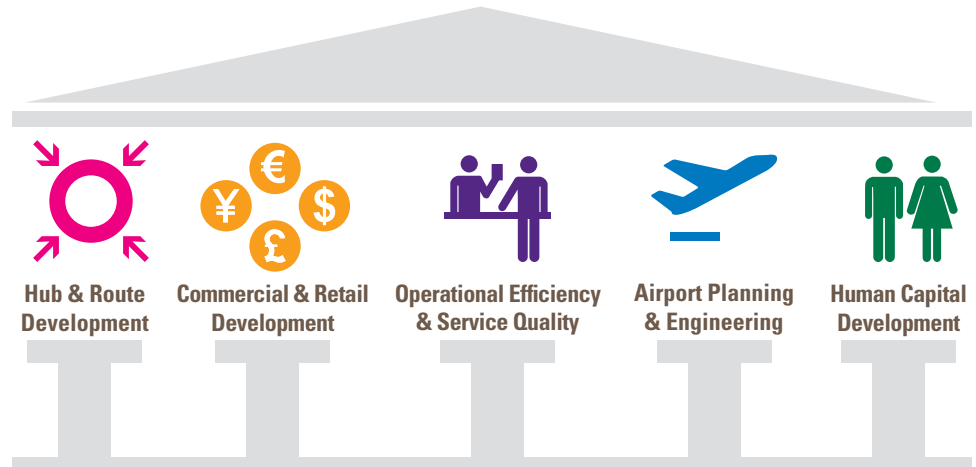 €
¥
$
£
Hub & Route
Development
Commercial & Retail
Development
Operational Efficiency
& Service Quality
Airport Planning
& Engineering
Human Capital
Development